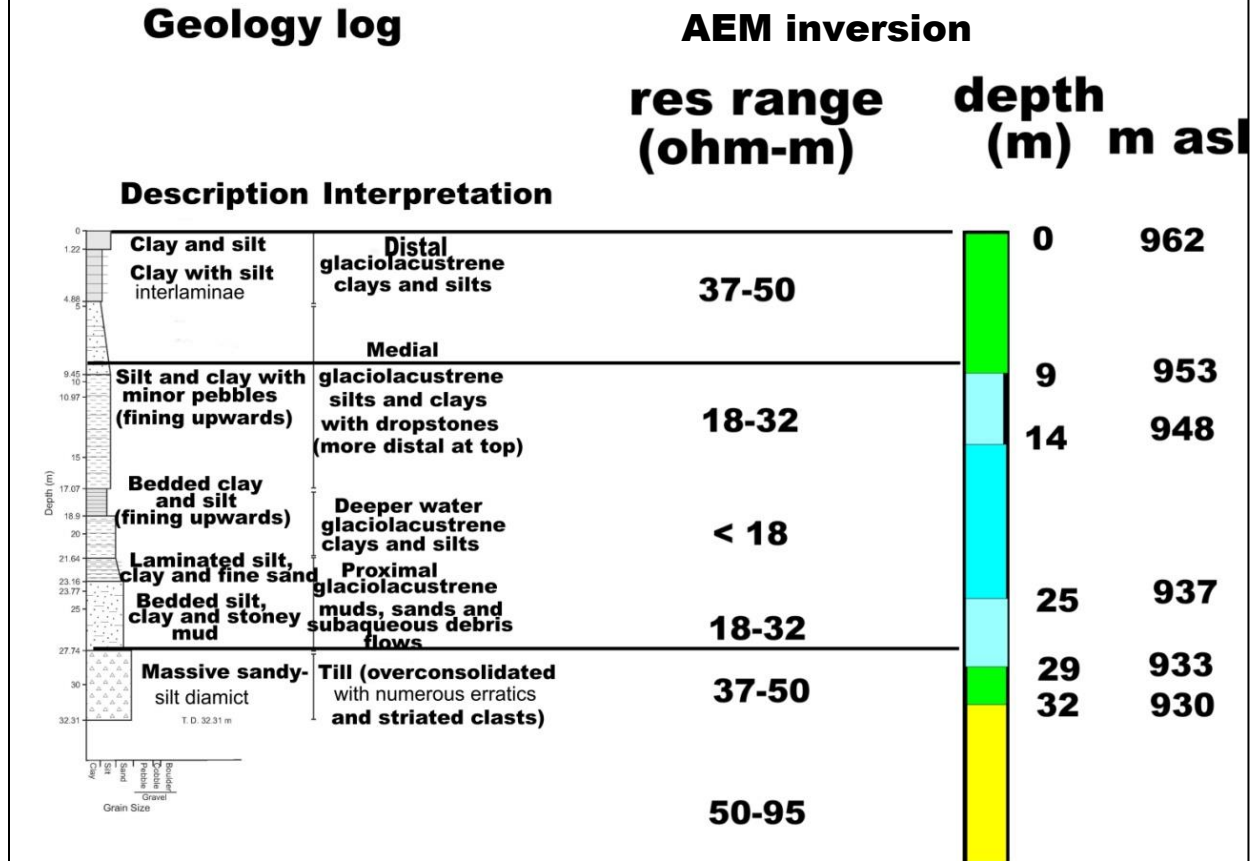 Geology log
AEM inversion
res range
(ohm-m)
depth
(m)
m asl
Description
Interpretation
0
1.22
4.88
5
9.45
10
10.97
15
17.07
18.9
20
21.64
23.16
23.77
25
27.74
30
32.31
Depth (m)
Clay and silt
Clay with silt
interlaminae
Silt and clay with
minor pebbles
(fining upwards)
Bedded clay
and silt
(fining upwards)
Laminated silt,
clay and fine sand
Bedded silt,
clay and stoney
mud
Massive sandy-
silt diamict
T. D. 32.31 m
Distal
glaciolacustrene
clays and silts
Medial
glaciolacustrene
silts and clays
with dropstones
(more distal at top)
Deeper water
glaciolacustrene
clays and silts
Proximal
glaciolacustrene
muds, sands and
subaqueous debris
flows
Till (overconsolidated
with numerous erratics
and striated clasts)
37-50
18-32
< 18
18-32
37-50
50-95
0
9
14
25
29
32
962
953
948
937
933
930
Clay
Silt
Sand
Pebble
Cobble
Boulder
Gravel
Grain Size